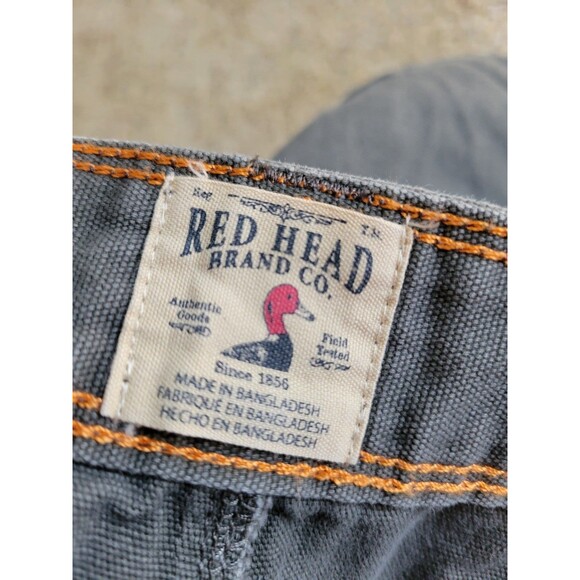 Reg. T.M.
RED HEAD
BRAND CO.
Authentic
Goods
Field
Tested
Since 1856
MADE IN BANGLADESH
FABRIQUÉ EN BANGLADESH
HECHO EN BANGLADESH